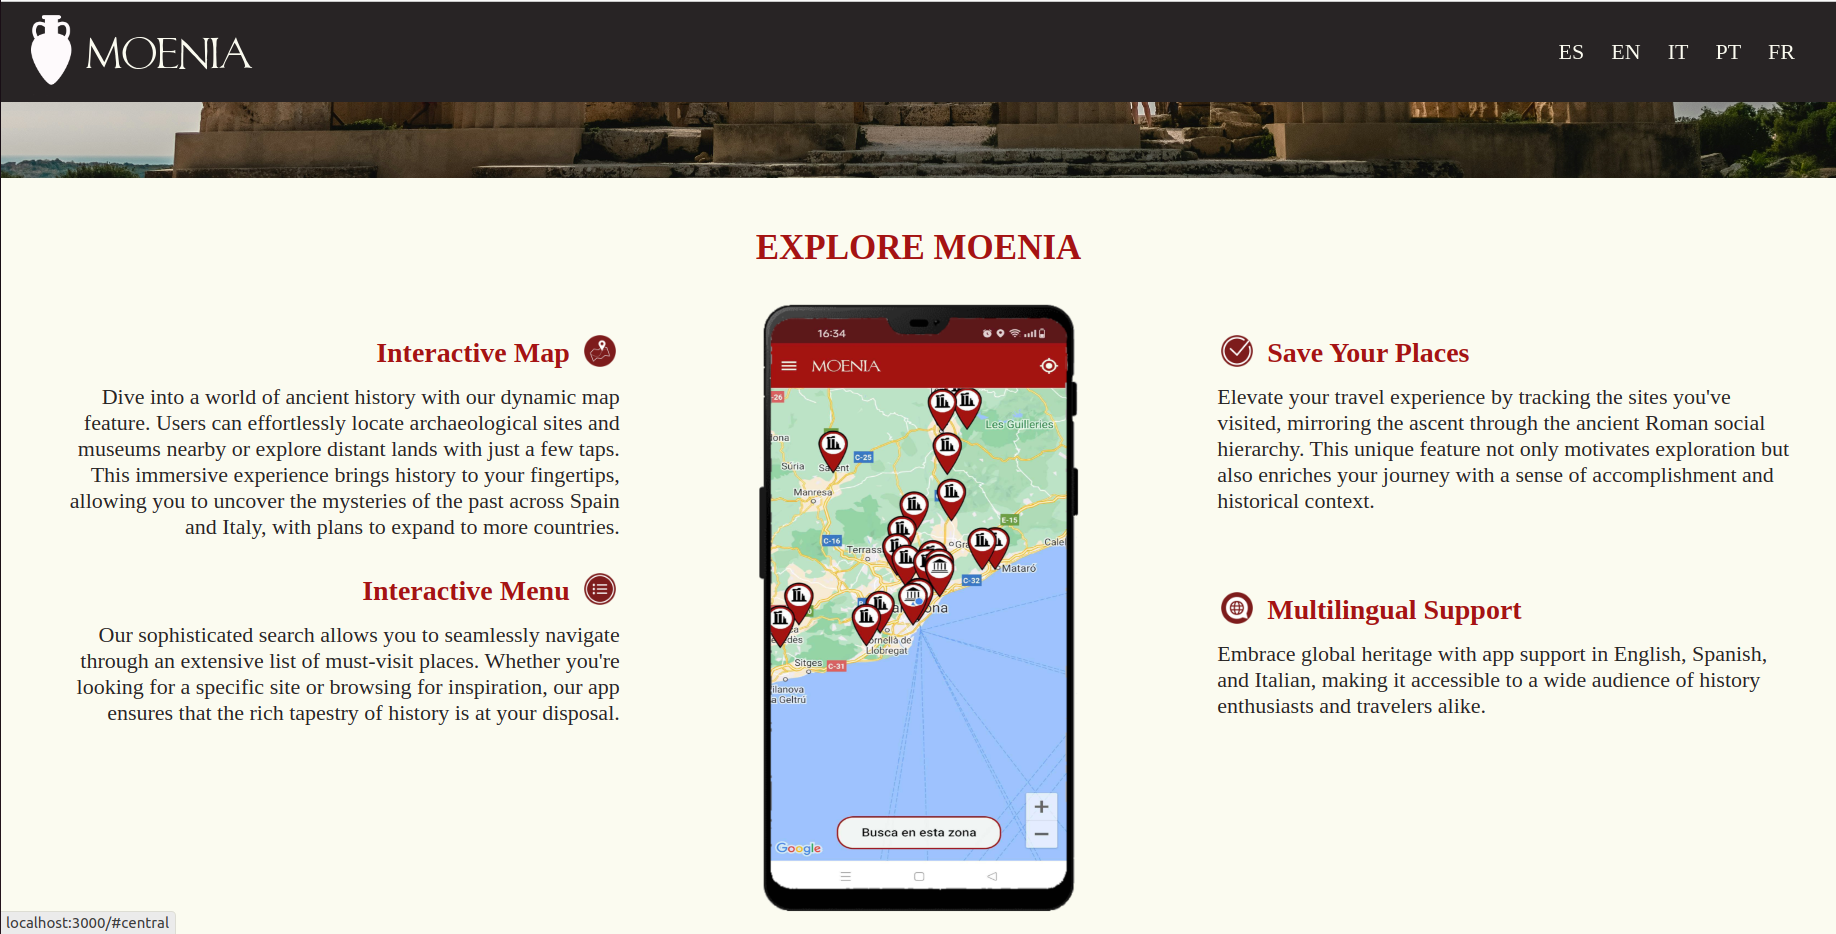 MOENIA
ES EN IT PT FR
EXPLORE MOENIA
Interactive Map
Dive into a world of ancient history with our dynamic map
feature. Users can effortlessly locate archaeological sites and
museums nearby or explore distant lands with just a few taps.
This immersive experience brings history to your fingertips,
allowing you to uncover the mysteries of the past across Spain
and Italy, with plans to expand to more countries.
Interactive Menu
Our sophisticated search allows you to seamlessly navigate
through an extensive list of must-visit places. Whether you're
looking for a specific site or browsing for inspiration, our app
ensures that the rich tapestry of history is at your disposal.
16:34
MOENIA
-26
Les Guilleries
C-25
Súria
Manresa
E-15
C-16
Terrass
Calel
Mataró
C-32
Cornellà de
Llobregat
Sitges
C-31
Vilanova
a Geltrú
+
−
Busca en esta zona
Google
Save Your Places
Elevate your travel experience by tracking the sites you've
visited, mirroring the ascent through the ancient Roman social
hierarchy. This unique feature not only motivates exploration but
also enriches your journey with a sense of accomplishment and
historical context.
Multilingual Support
Embrace global heritage with app support in English, Spanish,
and Italian, making it accessible to a wide audience of history
enthusiasts and travelers alike.
localhost:3000/#central